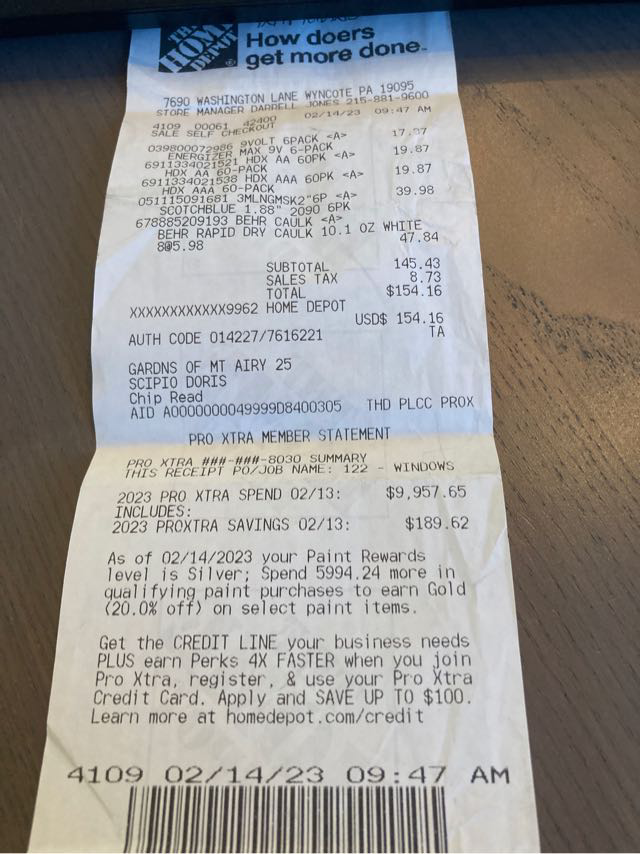 THE
HOME
DEPOT
How doers
get more done.
7690 WASHINGTON LANE WYNCOTE PA 19095
STORE MANAGER DARRELL JONES 215-881-9600
4109 00061 42400 02/14/23 09:47 AM
SALE SELF CHECKOUT
039800072986 9VOLT 6PACK <A> 17.87
ENERGIZER MAX 9V 6-PACK
6911334021521 HDX AA 60PK <A> 19.87
HDX AA 60-PACK
6911334021538 HDX AAA 60PK <A> 19.87
HDX AAA 60-PACK
051115091681 3MLNGMSK2"6P <A> 39.98
SCOTCHBLUE 1.88" 2090 6PK
678885209193 BEHR CAULK <A>
BEHR RAPID DRY CAULK 10.1 OZ WHITE
8@5.98 47.84
SUBTOTAL 145.43
SALES TAX 8.73
TOTAL $154.16
XXXXXXXXXXXX9962 HOME DEPOT
USD$ 154.16
AUTH CODE 014227/7616221 TA
GARDNS OF MT AIRY 25
SCIPIO DORIS
Chip Read
AID A0000000049999D8400305 THD PLCC PROX
PRO XTRA MEMBER STATEMENT
PRO XTRA ###-###-8030 SUMMARY
THIS RECEIPT PO/JOB NAME: 122 - WINDOWS
2023 PRO XTRA SPEND 02/13: $9,957.65
INCLUDES:
2023 PROXTRA SAVINGS 02/13: $189.62
As of 02/14/2023 your Paint Rewards
level is Silver; Spend 5994.24 more in
qualifying paint purchases to earn Gold
(20.0% off) on select paint items.
Get the CREDIT LINE your business needs
PLUS earn Perks 4X FASTER when you join
Pro Xtra, register, & use your Pro Xtra
Credit Card. Apply and SAVE UP TO $100.
Learn more at homedepot.com/credit
4109 02/14/23 09:47 AM